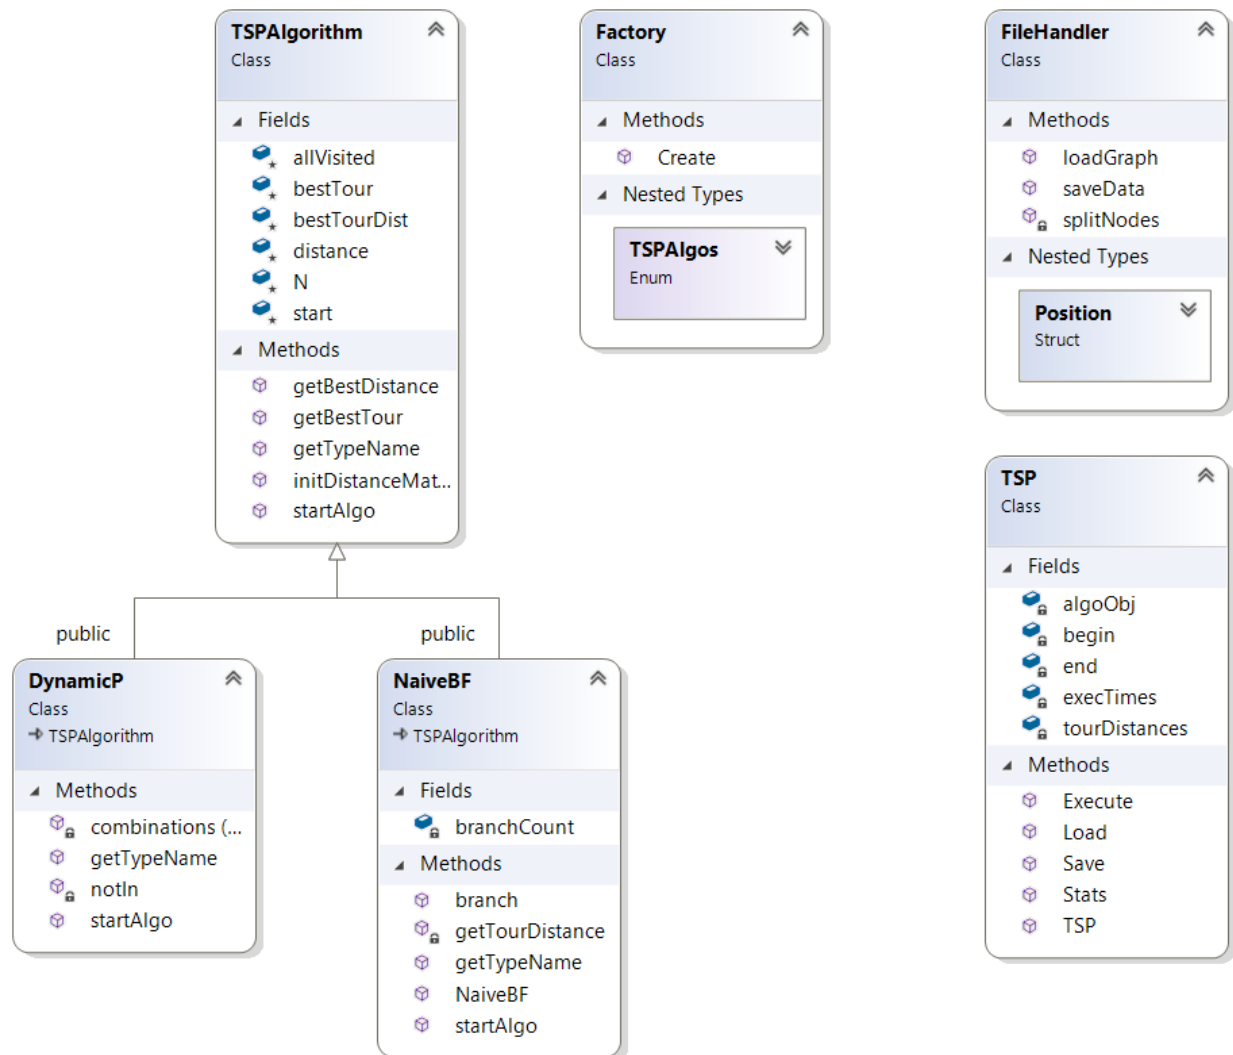 TSPAlgorithm
Class
Fields
allVisited
bestTour
bestTourDist
distance
N
start
Methods
getBestDistance
getBestTour
getTypeName
initDistanceMat...
startAlgo
Factory
Class
Methods
Create
Nested Types
TSPAlgos
Enum
FileHandler
Class
Methods
loadGraph
saveData
splitNodes
Nested Types
Position
Struct
TSP
Class
Fields
algoObj
begin
end
execTimes
tourDistances
Methods
Execute
Load
Save
Stats
TSP
public
public
DynamicP
Class
TSPAlgorithm
Methods
combinations (...
getTypeName
notIn
startAlgo
NaiveBF
Class
TSPAlgorithm
Fields
branchCount
Methods
branch
getTourDistance
getTypeName
NaiveBF
startAlgo